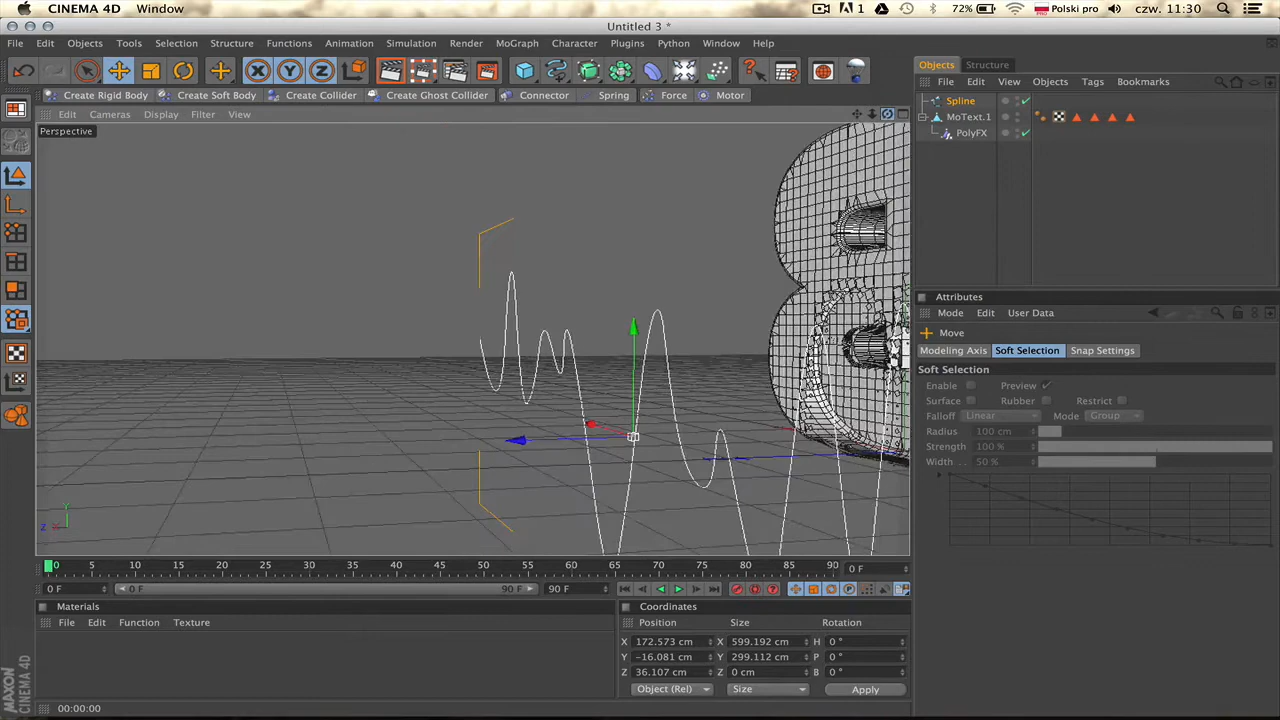 CINEMA 4D Window 1 72% Polski pro czw. 11:30
Untitled 3 *
File Edit Objects Tools Selection Structure Functions Animation Simulation Render MoGraph Character Plugins Python Window Help
Create Rigid Body Create Soft Body Create Collider Create Ghost Collider Connector Spring Force Motor
Edit Cameras Display Filter View
Perspective
Y
Z X
0 5 10 15 20 25 30 35 40 45 50 55 60 65 70 75 80 85 90 0 F
0 F 0 F 90 F 90 F
Materials
File Edit Function Texture
Coordinates
Position Size Rotation
X 172.573 cm X 599.192 cm H 0 °
Y -16.081 cm Y 299.112 cm P 0 °
Z 36.107 cm Z 0 cm B 0 °
Object (Rel) Size Apply
00:00:00
MAXON CINEMA 4D
Objects Structure
File Edit View Objects Tags Bookmarks
Spline
MoText.1
PolyFX
Attributes
Mode Edit User Data
Move
Modeling Axis Soft Selection Snap Settings
Soft Selection
Enable Preview
Surface Rubber Restrict
Falloff Linear Mode Group
Radius 100 cm
Strength 100 %
Width . . 50 %